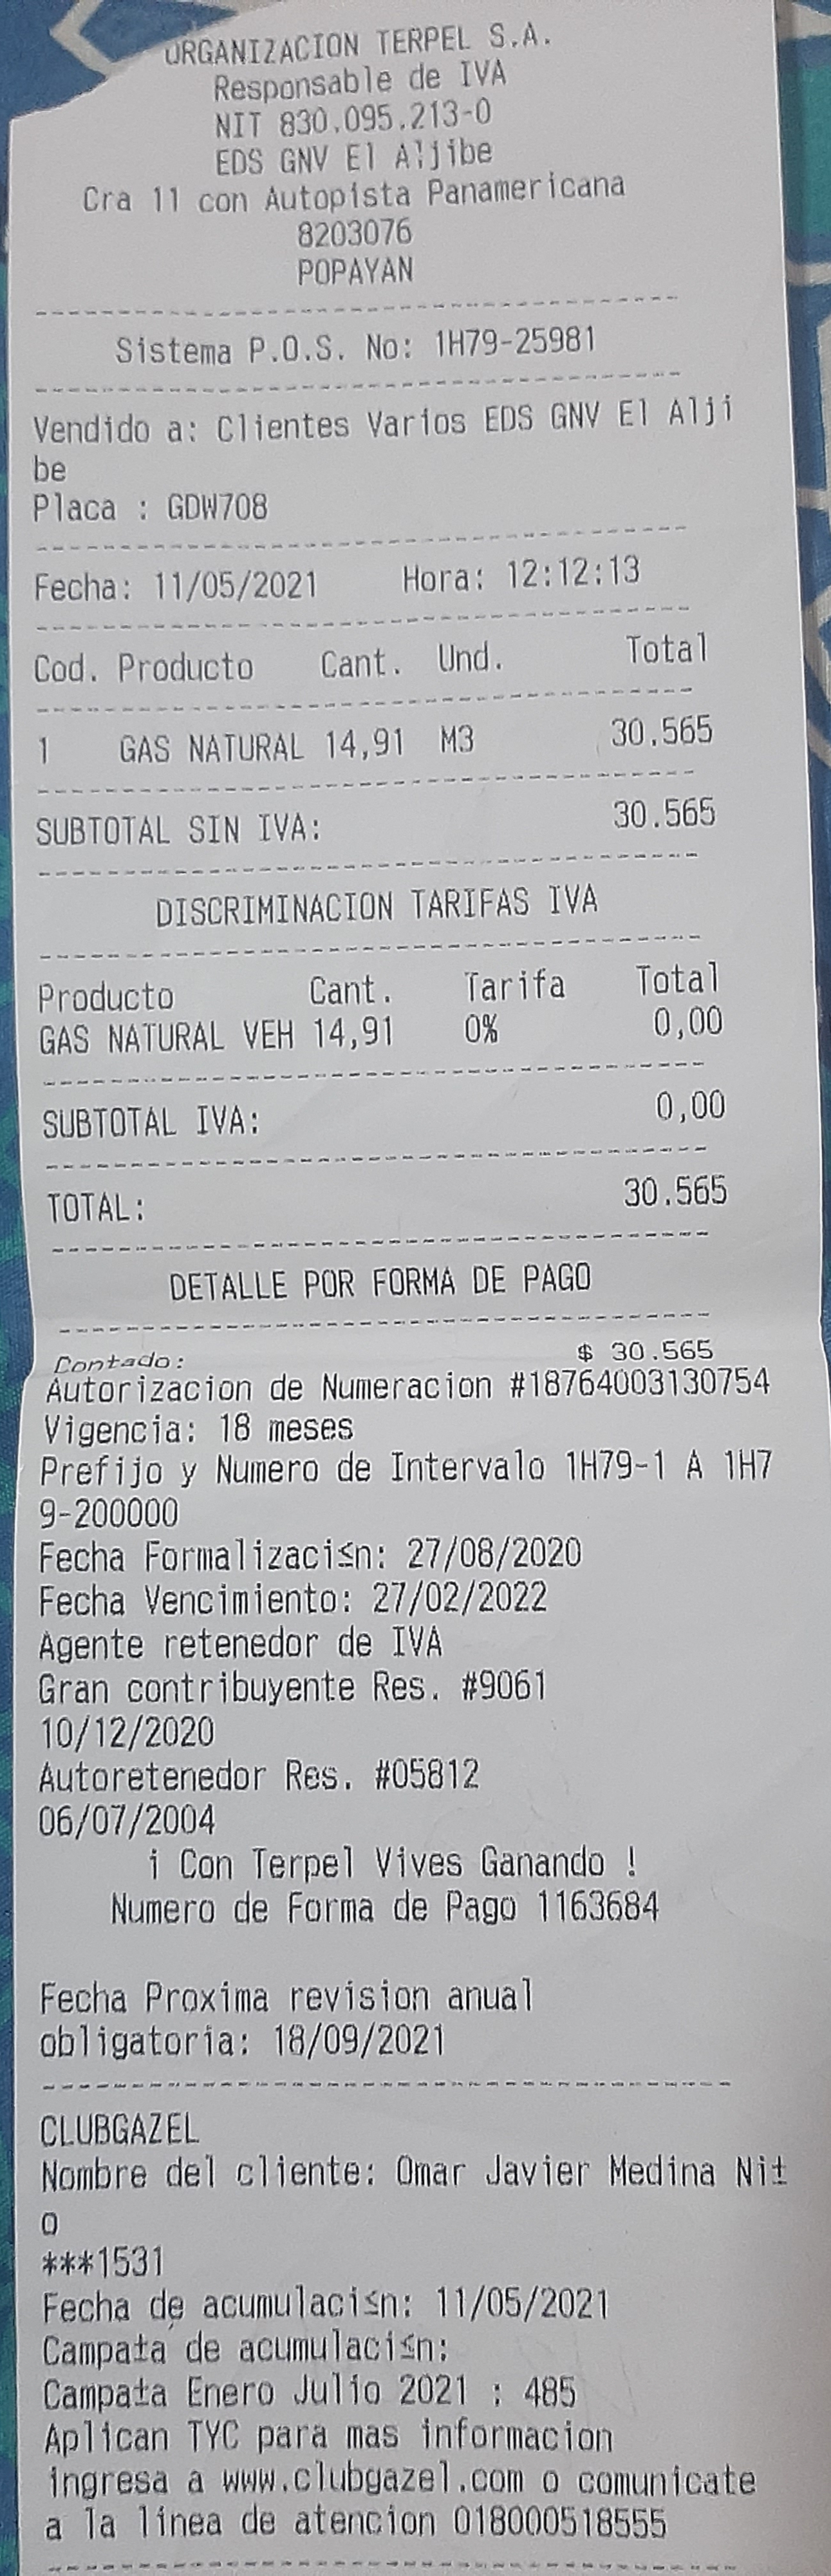 ORGANIZACION TERPEL S.A.
Responsable de IVA
NIT 830.095.213-0
EDS GNV El Aljibe
Cra 11 con Autopista Panamericana
8203076
POPAYAN
Sistema P.O.S. No: 1H79-25981
Vendido a: Clientes Varios EDS GNV El Alji
be
Placa : GDW708
Fecha: 11/05/2021 Hora: 12:12:13
Cod. Producto Cant. Und. Total
1 GAS NATURAL 14,91 M3 30.565
SUBTOTAL SIN IVA: 30.565
DISCRIMINACION TARIFAS IVA
Producto Cant. Tarifa Total
GAS NATURAL VEH 14,91 0% 0,00
SUBTOTAL IVA: 0,00
TOTAL: 30.565
DETALLE POR FORMA DE PAGO
Contado: $ 30.565
Autorizacion de Numeracion #18764003130754
Vigencia: 18 meses
Prefijo y Numero de Intervalo 1H79-1 A 1H7
9-200000
Fecha Formalizaci≤n: 27/08/2020
Fecha Vencimiento: 27/02/2022
Agente retenedor de IVA
Gran contribuyente Res. #9061
10/12/2020
Autoretenedor Res. #05812
06/07/2004
¡ Con Terpel Vives Ganando !
Numero de Forma de Pago 1163684
Fecha Proxima revision anual
obligatoria: 18/09/2021
CLUBGAZEL
Nombre del cliente: Omar Javier Medina Ni±
o
***1531
Fecha de acumulaci≤n: 11/05/2021
Campa±a de acumulaci≤n:
Campa±a Enero Julio 2021 : 485
Aplican TYC para mas informacion
ingresa a www.clubgazel.com o comunicate
a la linea de atencion 018000518555